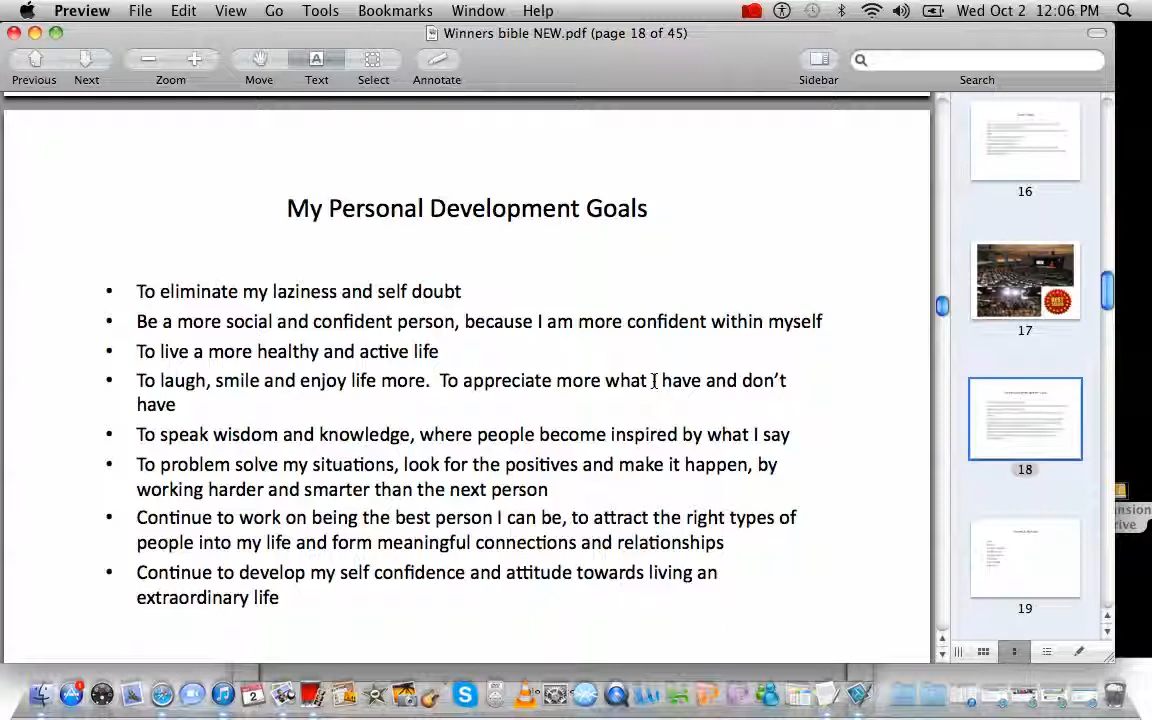 Preview File Edit View Go Tools Bookmarks Window Help Wed Oct 2 12:06 PM
Winners bible NEW.pdf (page 18 of 45)
Previous Next Zoom Move Text Select Annotate Sidebar Search
My Personal Development Goals
• To eliminate my laziness and self doubt
• Be a more social and confident person, because I am more confident within myself
• To live a more healthy and active life
• To laugh, smile and enjoy life more. To appreciate more what I have and don't
have
• To speak wisdom and knowledge, where people become inspired by what I say
• To problem solve my situations, look for the positives and make it happen, by
working harder and smarter than the next person
• Continue to work on being the best person I can be, to attract the right types of
people into my life and form meaningful connections and relationships
• Continue to develop my self confidence and attitude towards living an
extraordinary life
16
17
18
19
nsion
rive